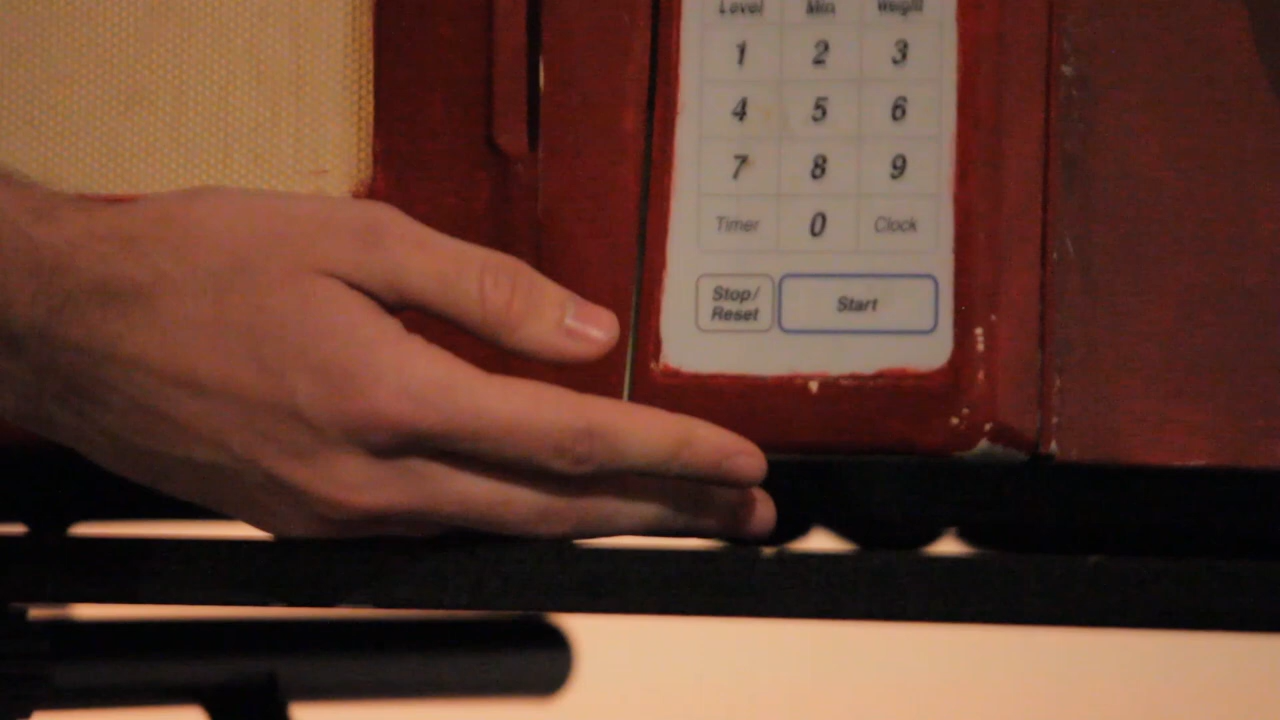 Level Min Weight
1 2 3
4 5 6
7 8 9
Timer 0 Clock
Stop/
Reset
Start